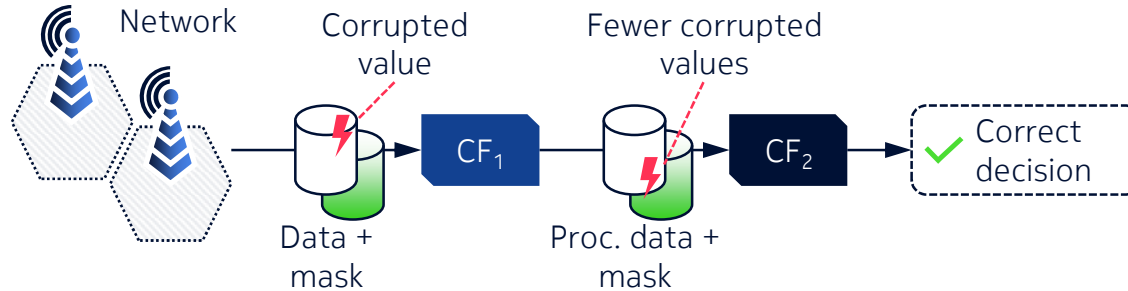 Network
Corrupted
value
Fewer corrupted
values
CF₁
CF₂
Correct
decision
Data +
mask
Proc. data +
mask